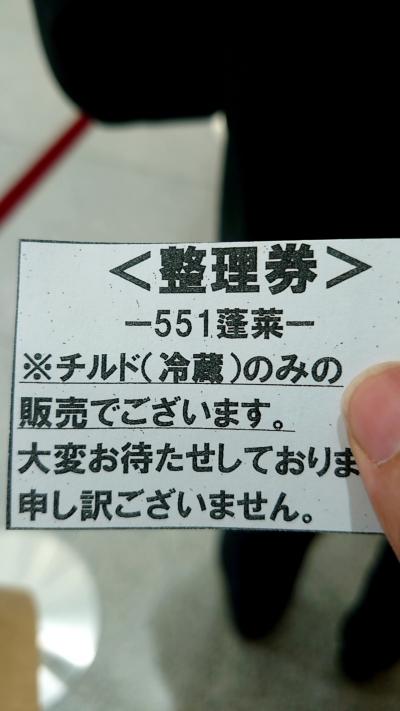 ＜整理券＞
ー551蓬莱ー
※チルド(冷蔵)のみの
販売でございます。
大変お待たせしておりま
申し訳ございません。